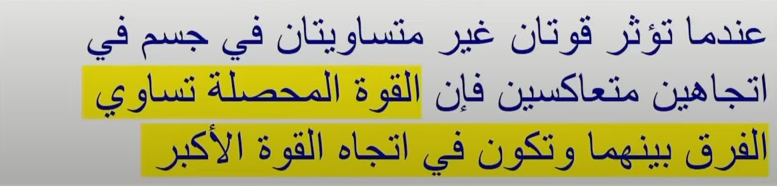 عندما تؤثر قوتان غير متساويتان في جسم في
اتجاهين متعاكسين فإن القوة المحصلة تساوي
الفرق بينهما وتكون في اتجاه القوة الأكبر